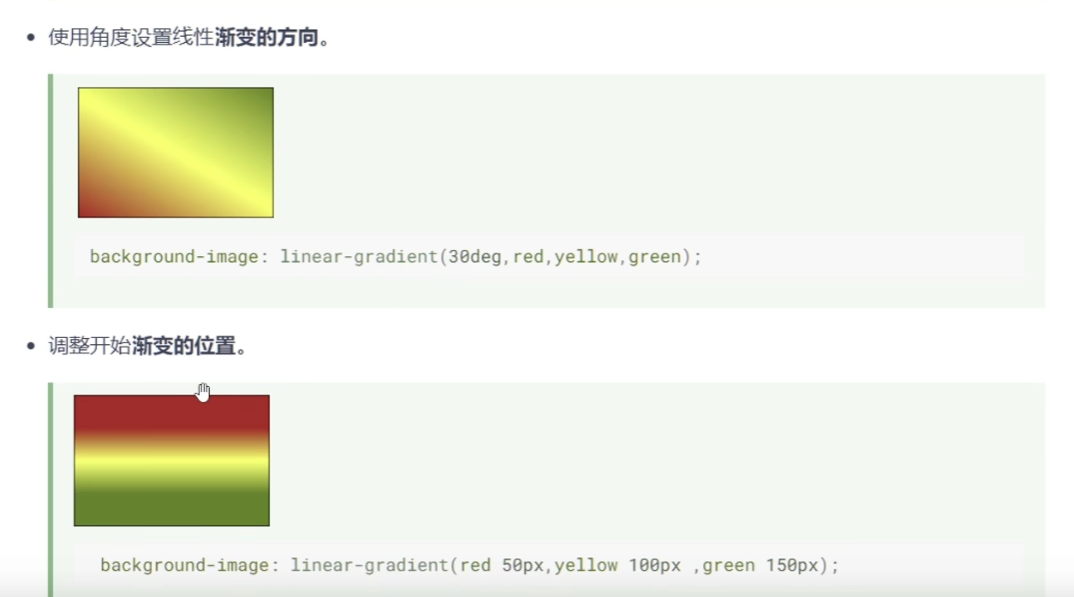 使用角度设置线性渐变的方向。
background-image: linear-gradient(30deg,red,yellow,green);
调整开始渐变的位置。
background-image: linear-gradient(red 50px,yellow 100px ,green 150px);